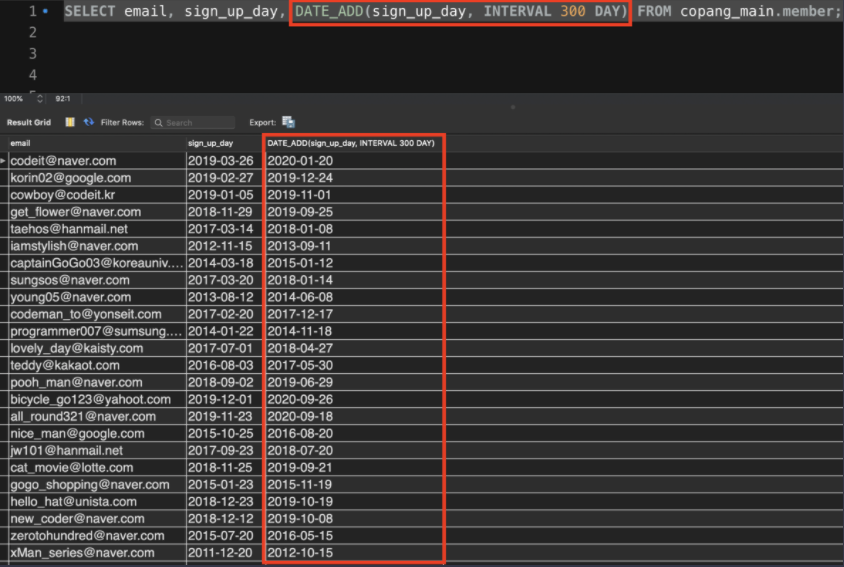 1 SELECT email, sign_up_day, DATE_ADD(sign_up_day, INTERVAL 300 DAY) FROM copang_main.member;
2
3
4
100% 92:1
Result Grid Filter Rows: Search Export:
email sign_up_day DATE_ADD(sign_up_day, INTERVAL 300 DAY)
codeit@naver.com 2019-03-26 2020-01-20
korin02@google.com 2019-02-27 2019-12-24
cowboy@codeit.kr 2019-01-05 2019-11-01
get_flower@naver.com 2018-11-29 2019-09-25
taehos@hanmail.net 2017-03-14 2018-01-08
iamstylish@naver.com 2012-11-15 2013-09-11
captainGoGo03@koreauniv.... 2014-03-18 2015-01-12
sungsos@naver.com 2017-03-20 2018-01-14
young05@naver.com 2013-08-12 2014-06-08
codeman_to@yonseit.com 2017-02-20 2017-12-17
programmer007@sumsung.... 2014-01-22 2014-11-18
lovely_day@kaisty.com 2017-07-01 2018-04-27
teddy@kakaot.com 2016-08-03 2017-05-30
pooh_man@naver.com 2018-09-02 2019-06-29
bicycle_go123@yahoot.com 2019-12-01 2020-09-26
all_round321@naver.com 2019-11-23 2020-09-18
nice_man@google.com 2015-10-25 2016-08-20
jw101@hanmail.net 2017-09-23 2018-07-20
cat_movie@lotte.com 2018-11-25 2019-09-21
gogo_shopping@naver.com 2015-01-23 2015-11-19
hello_hat@unista.com 2018-12-23 2019-10-19
new_coder@naver.com 2018-12-12 2019-10-08
zerotohundred@naver.com 2015-07-20 2016-05-15
xMan_series@naver.com 2011-12-20 2012-10-15